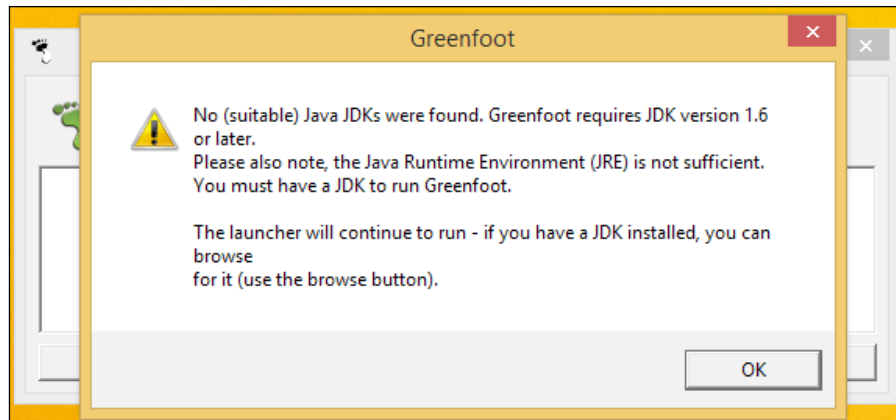 Greenfoot
No (suitable) Java JDKs were found. Greenfoot requires JDK version 1.6
or later.
Please also note, the Java Runtime Environment (JRE) is not sufficient.
You must have a JDK to run Greenfoot.
The launcher will continue to run - if you have a JDK installed, you can
browse
for it (use the browse button).
OK